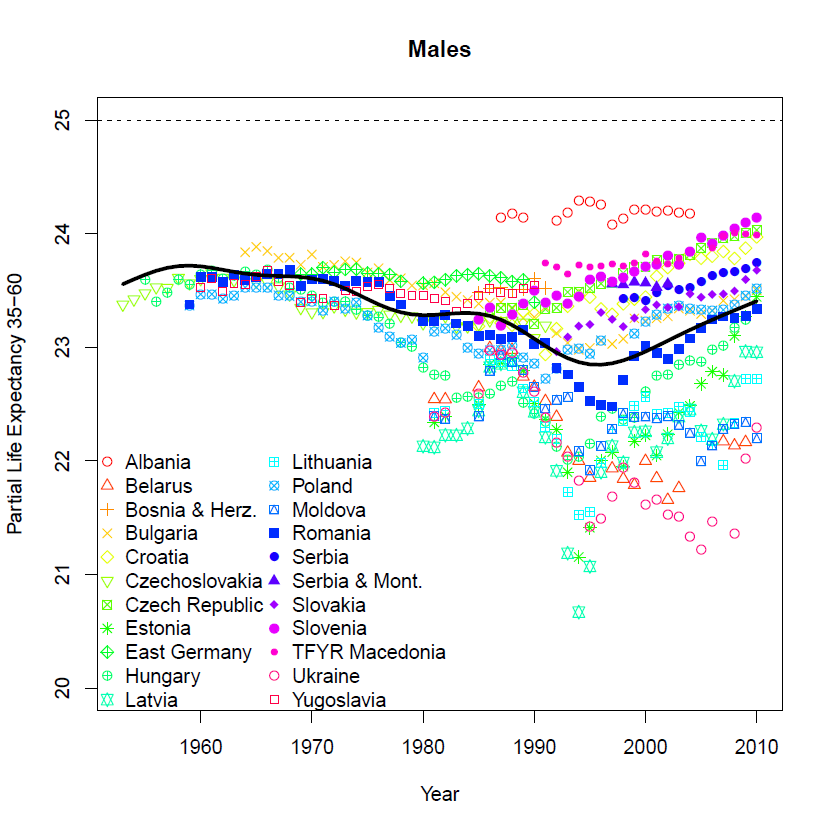 Males
Partial Life Expectancy 35−60
25
24
23
22
21
20
Albania
Belarus
Bosnia & Herz.
Bulgaria
Croatia
Czechoslovakia
Czech Republic
Estonia
East Germany
Hungary
Latvia
Lithuania
Poland
Moldova
Romania
Serbia
Serbia & Mont.
Slovakia
Slovenia
TFYR Macedonia
Ukraine
Yugoslavia
1960 1970 1980 1990 2000 2010
Year